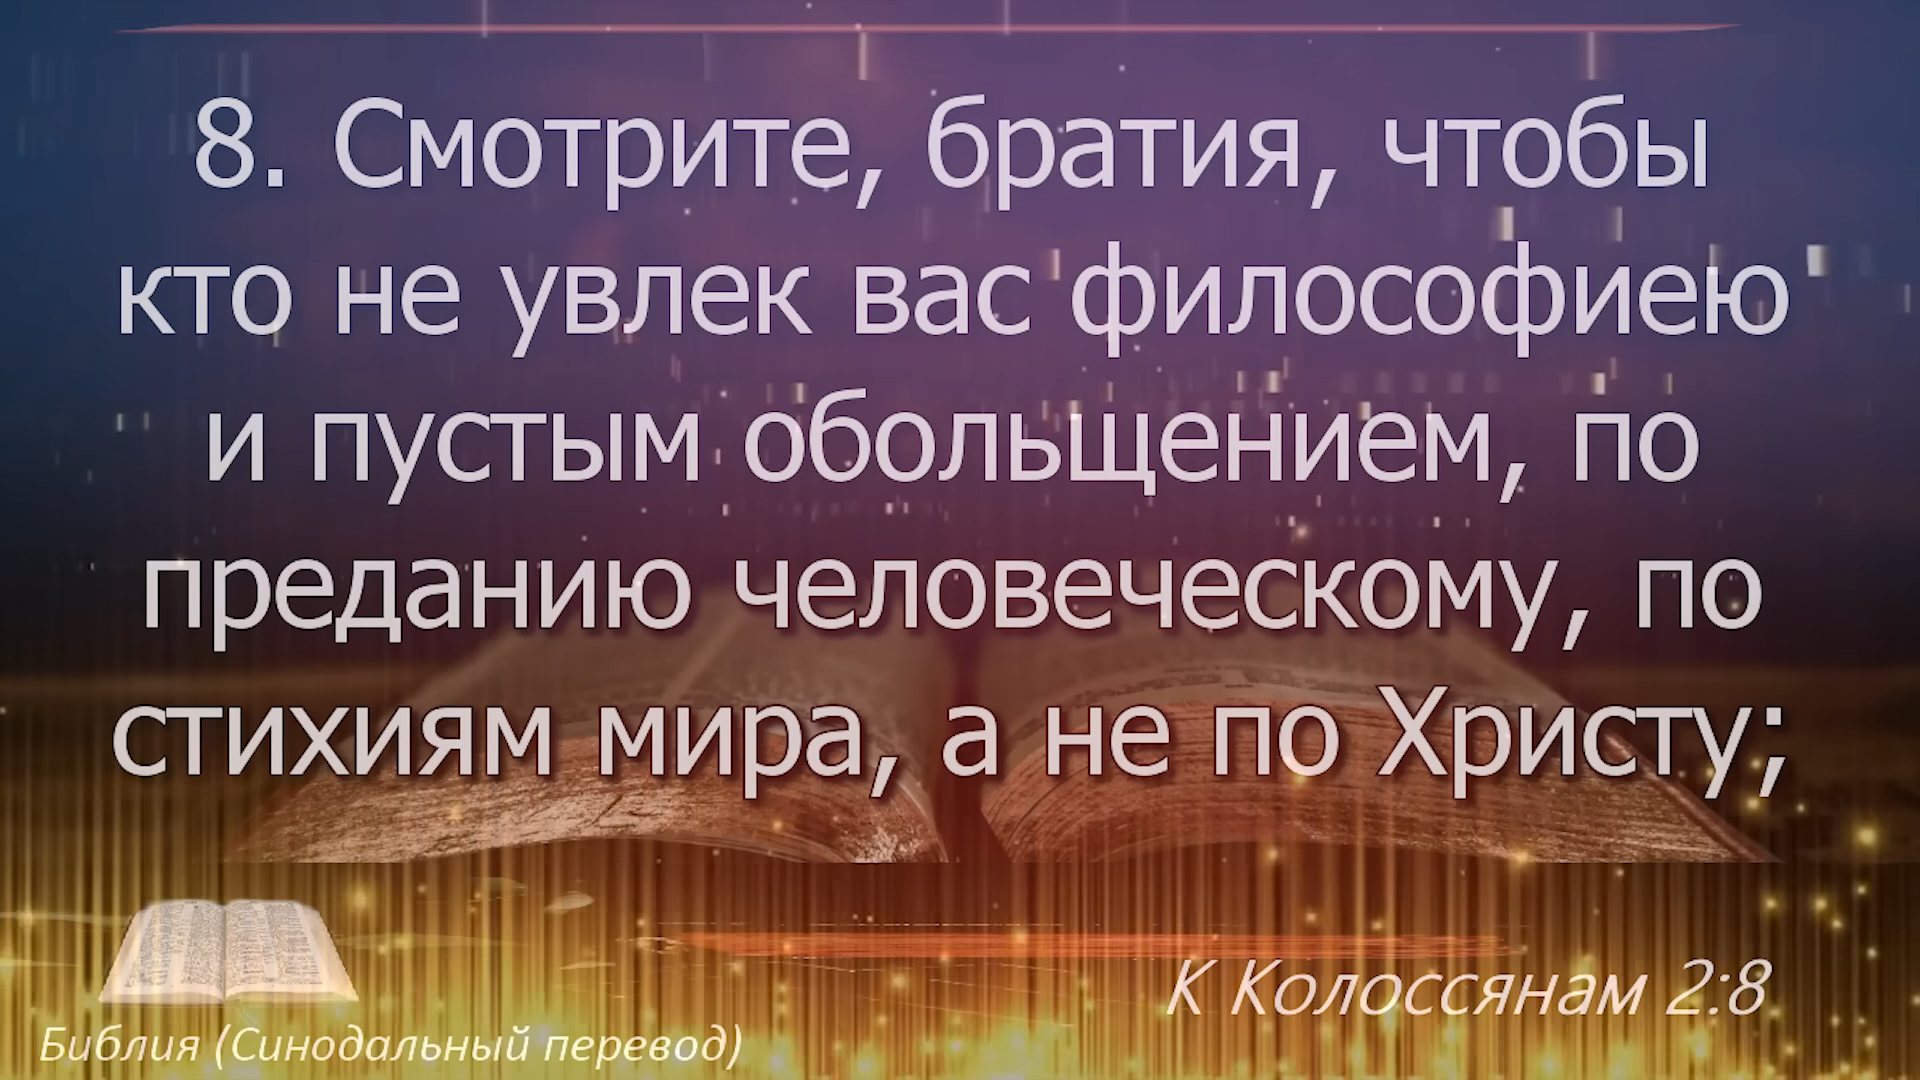 8. Смотрите, братия, чтобы
кто не увлек вас философиею
и пустым обольщением, по
преданию человеческому, по
стихиям мира, а не по Христу;
К Колоссянам 2:8
Библия (Синодальный перевод)